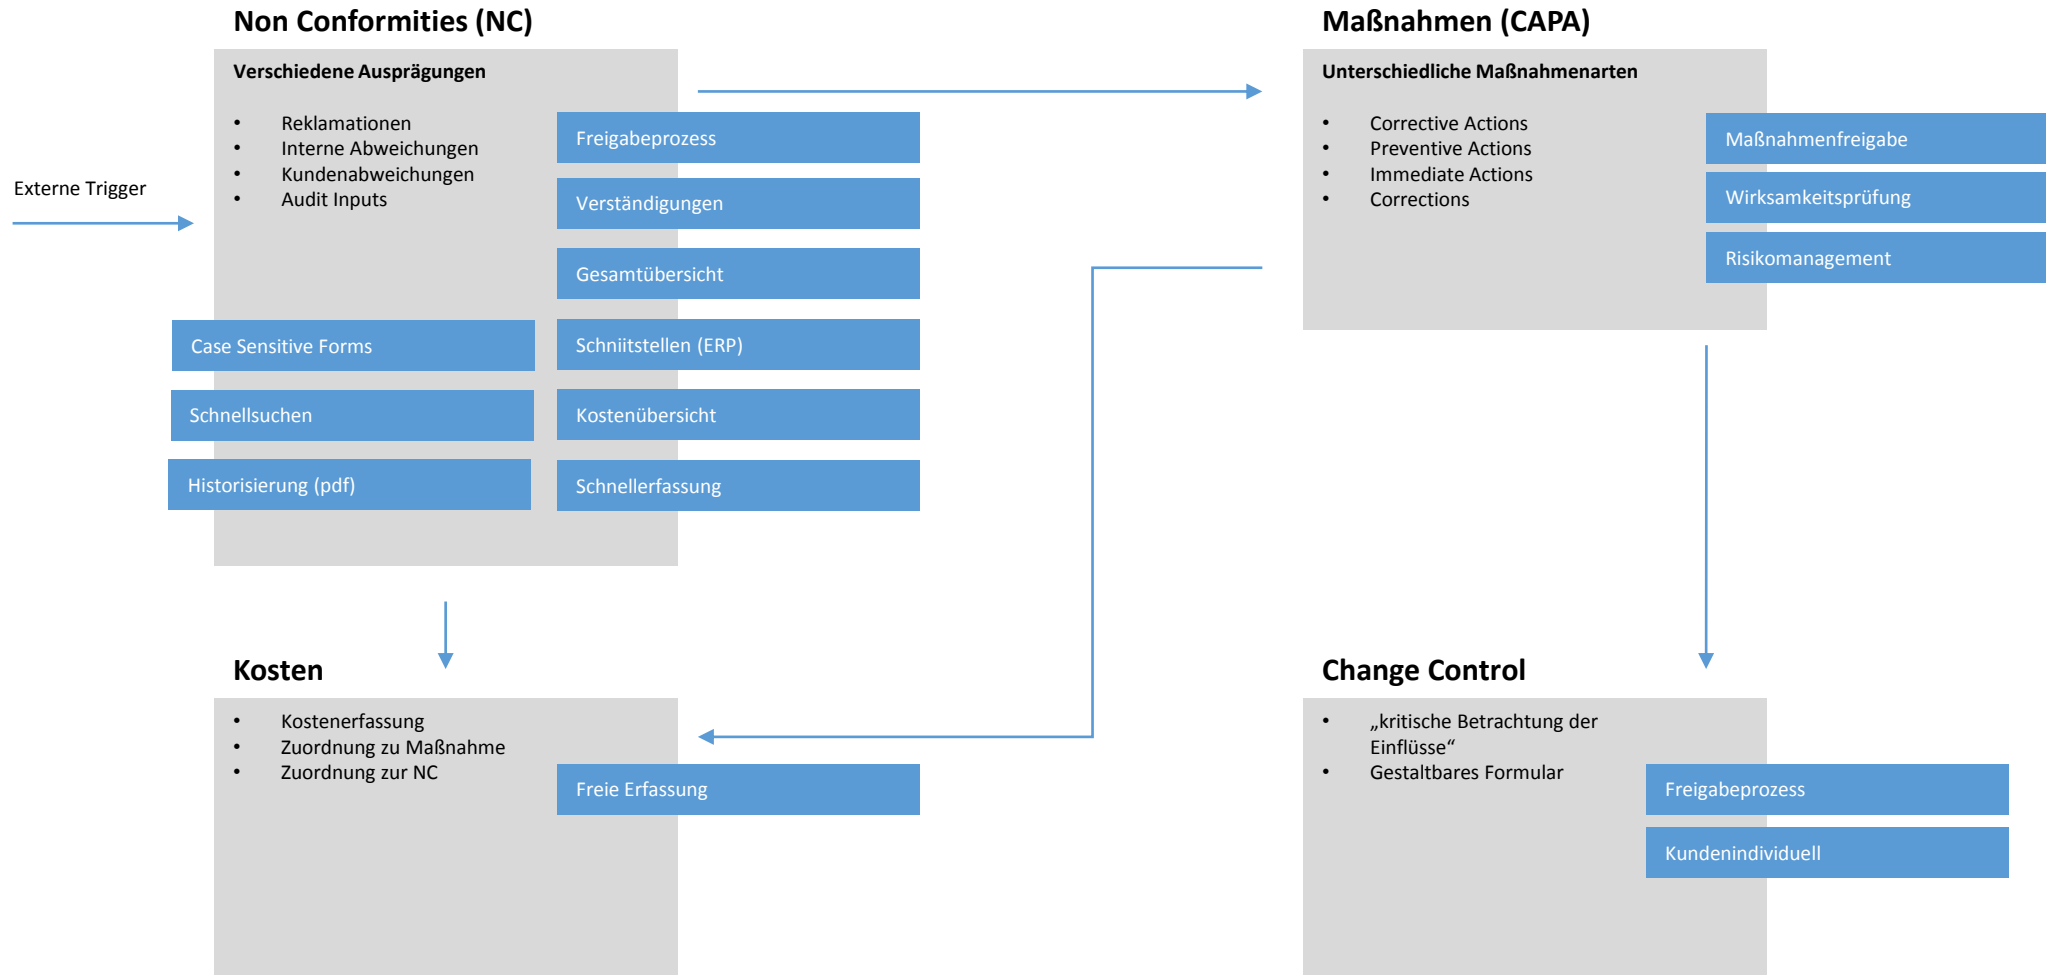 Non Conformities (NC)
Verschiedene Ausprägungen
• Reklamationen
• Interne Abweichungen
• Kundenabweichungen
• Audit Inputs
Externe Trigger
Freigabeprozess
Verständigungen
Gesamtübersicht
Schniitstellen (ERP)
Kostenübersicht
Schnellerfassung
Case Sensitive Forms
Schnellsuchen
Historisierung (pdf)
Maßnahmen (CAPA)
Unterschiedliche Maßnahmenarten
• Corrective Actions
• Preventive Actions
• Immediate Actions
• Corrections
Maßnahmenfreigabe
Wirksamkeitsprüfung
Risikomanagement
Kosten
• Kostenerfassung
• Zuordnung zu Maßnahme
• Zuordnung zur NC
Freie Erfassung
Change Control
• „kritische Betrachtung der
Einflüsse“
• Gestaltbares Formular
Freigabeprozess
Kundenindividuell